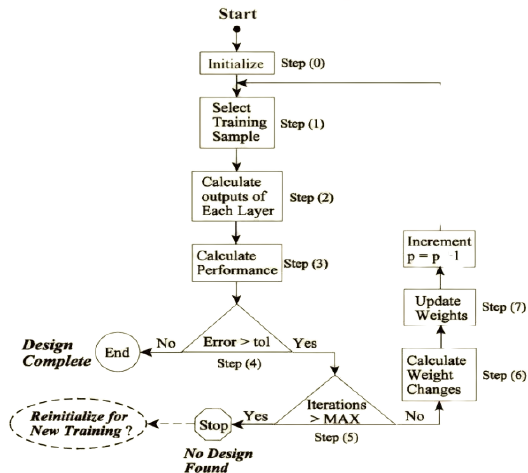 Start
Initialize
Step (0)
Select
Training
Sample
Step (1)
Calculate
outputs of
Each Layer
Step (2)
Calculate
Performance
Step (3)
Error > tol
Step (4)
No
Yes
End
Design
Complete
Iterations
> MAX
Step (5)
Yes
No
Stop
No Design
Found
Reinitialize for
New Training ?
Calculate
Weight
Changes
Step (6)
Update
Weights
Step (7)
Increment
p = p -1